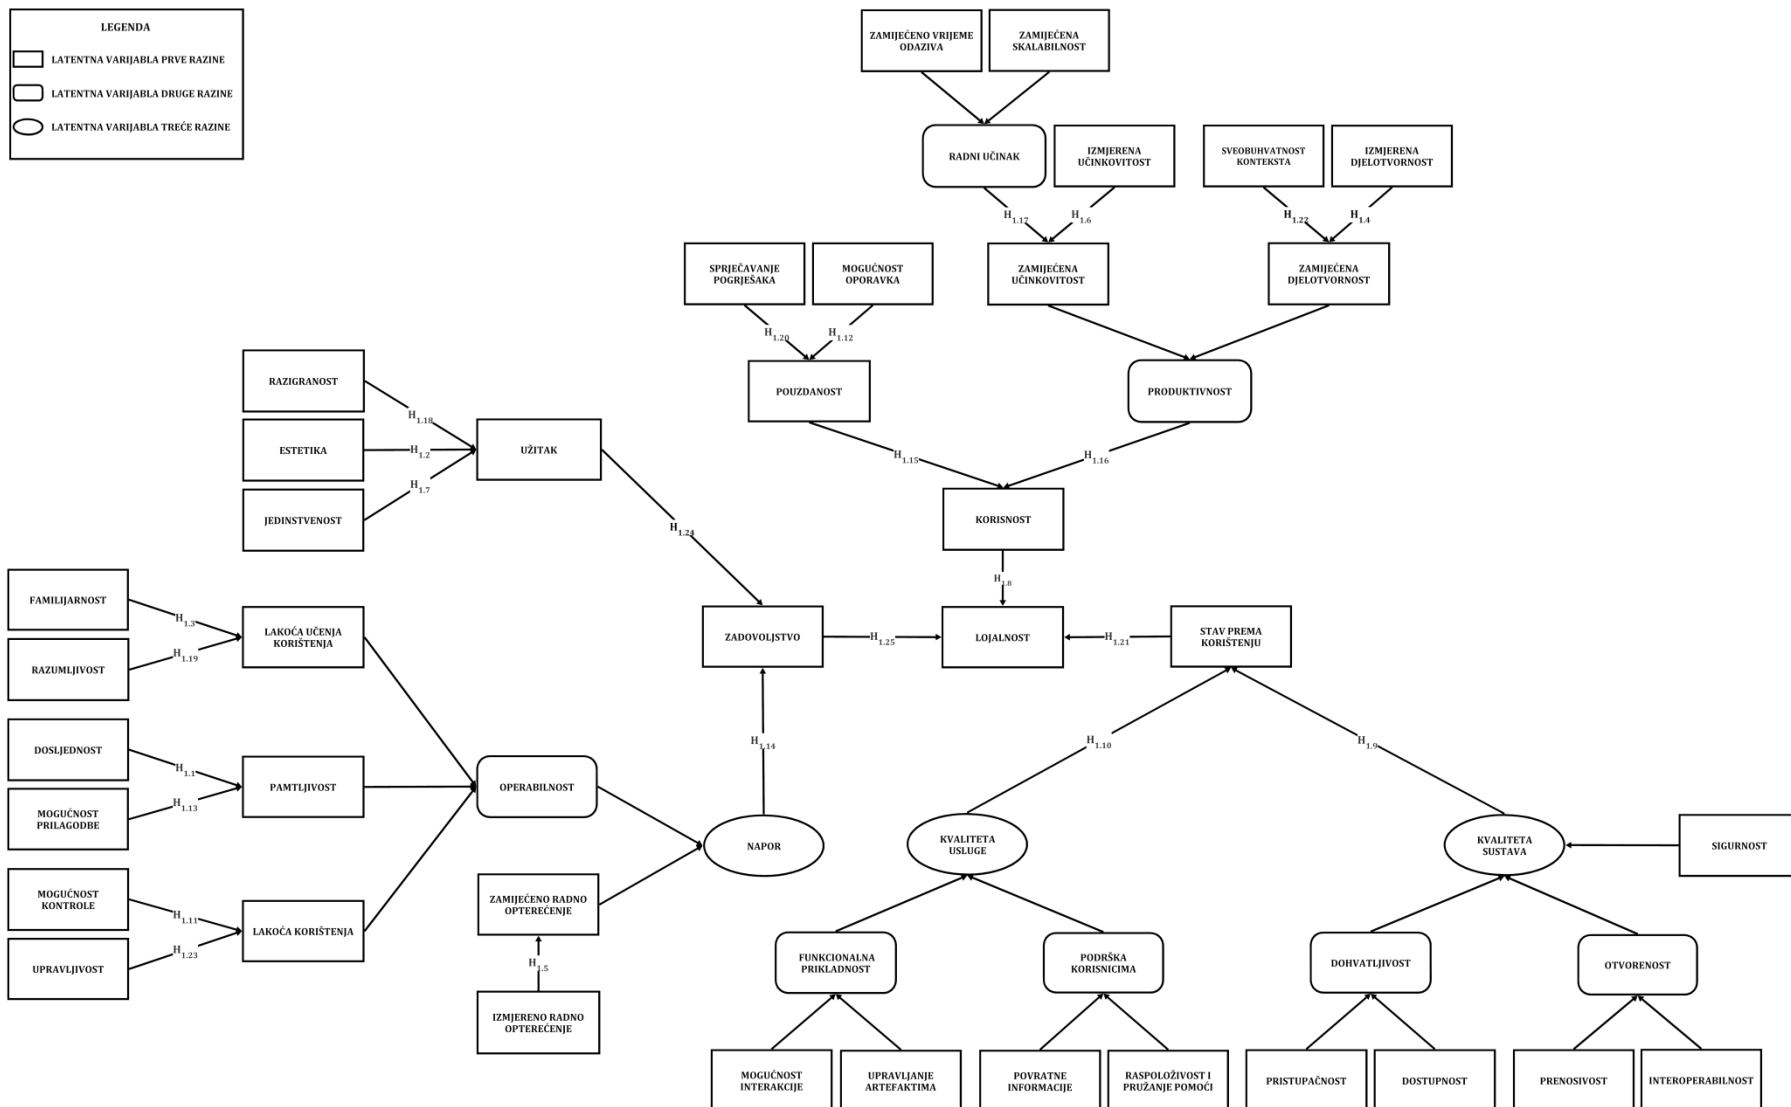 LEGENDA
LATENTNA VARIJABLA PRVE RAZINE
LATENTNA VARIJABLA DRUGE RAZINE
LATENTNA VARIJABLA TREĆE RAZINE
ZAMIJEĆENO VRIJEME
ODAZIVA
ZAMIJEĆENA
SKALABILNOST
RADNI UČINAK
IZMJERENA
UČINKOVITOST
SVEOBUHVATNOST
KONTEKSTA
IZMJERENA
DJELOTVORNOST
H1.17
H1.6
H1.22
H1.4
SPRJEČAVANJE
POGRJEŠAKA
MOGUĆNOST
OPORAVKA
ZAMIJEĆENA
UČINKOVITOST
ZAMIJEĆENA
DJELOTVORNOST
H1.20
H1.12
POUZDANOST
PRODUKTIVNOST
RAZIGRANOST
H1.18
ESTETIKA
H1.2
UŽITAK
H1.15
H1.16
H1.7
JEDINSTVENOST
KORISNOST
H1.24
H1.8
FAMILIJARNOST
H1.3
LAKOĆA UČENJA
KORIŠTENJA
H1.19
RAZUMLJIVOST
ZADOVOLJSTVO
H1.25
LOJALNOST
H1.21
STAV PREMA
KORIŠTENJU
DOSLJEDNOST
H1.1
PAMTLJIVOST
H1.13
MOGUĆNOST
PRILAGODBE
OPERABILNOST
H1.14
H1.10
H1.9
NAPOR
KVALITETA
USLUGE
KVALITETA
SUSTAVA
SIGURNOST
MOGUĆNOST
KONTROLE
H1.11
LAKOĆA KORIŠTENJA
H1.23
UPRAVLJIVOST
ZAMIJEĆENO RADNO
OPTEREĆENJE
H1.5
IZMJERENO RADNO
OPTEREĆENJE
FUNKCIONALNA
PRIKLADNOST
PODRŠKA
KORISNICIMA
DOHVATLJIVOST
OTVORENOST
MOGUĆNOST
INTERAKCIJE
UPRAVLJANJE
ARTEFAKTIMA
POVRATNE
INFORMACIJE
RASPOLOŽIVOST I
PRUŽANJE POMOĆI
PRISTUPAČNOST
DOSTUPNOST
PRENOSIVOST
INTEROPERABILNOST